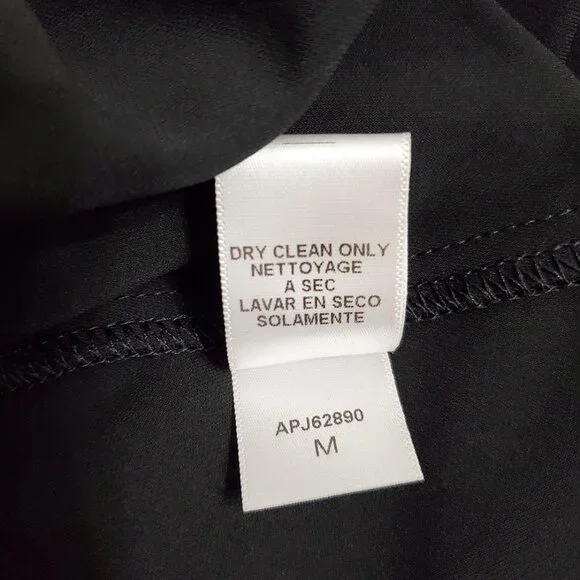 DRY CLEAN ONLY
NETTOYAGE
A SEC
LAVAR EN SECO
SOLAMENTE
APJ62890
M